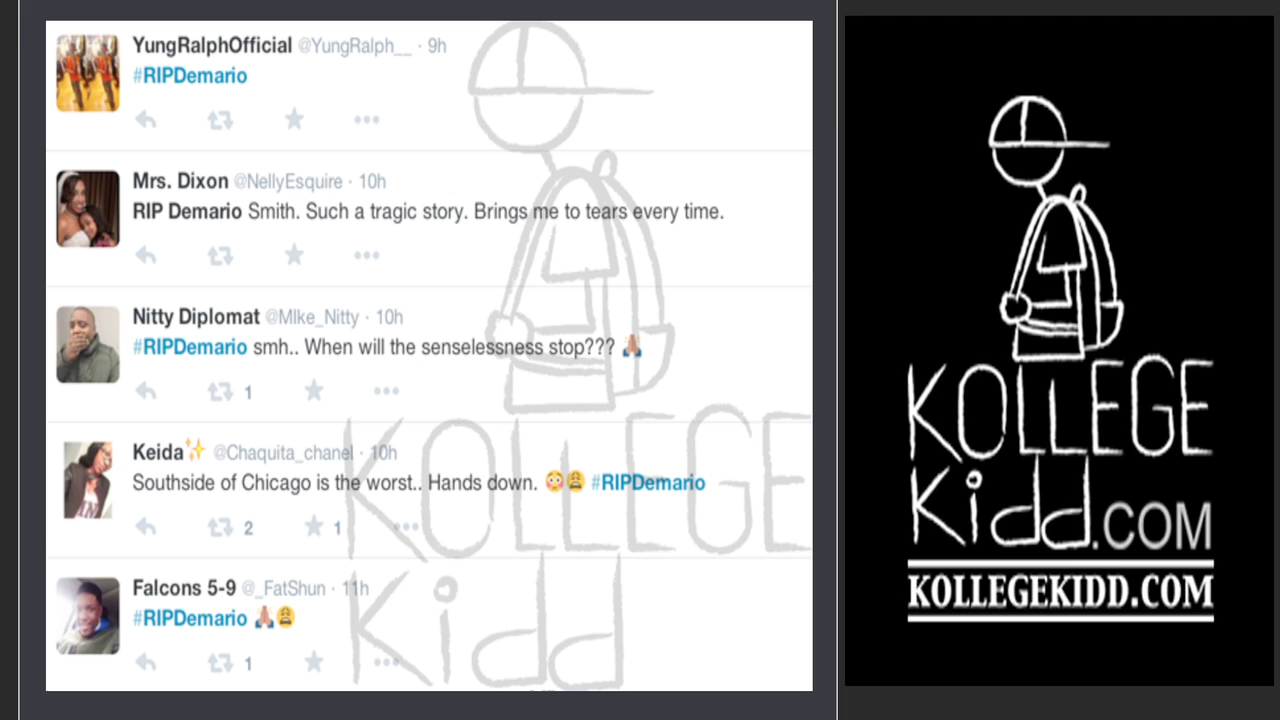 YungRalphOfficial @YungRalph__ · 9h
#RIPDemario
Mrs. Dixon @NellyEsquire · 10h
RIP Demario Smith. Such a tragic story. Brings me to tears every time.
Nitty Diplomat @MIke_Nitty · 10h
#RIPDemario smh.. When will the senselessness stop??? 🙏🏽
1
Keida✨ @Chaquita_chanel · 10h
Southside of Chicago is the worst.. Hands down. 😳😩 #RIPDemario
2 1
Falcons 5-9 @_FatShun · 11h
#RIPDemario 🙏🏽😩
1
KOLLEGE
Kidd
KOLLEGE
Kidd.COM
KOLLEGEKIDD.COM